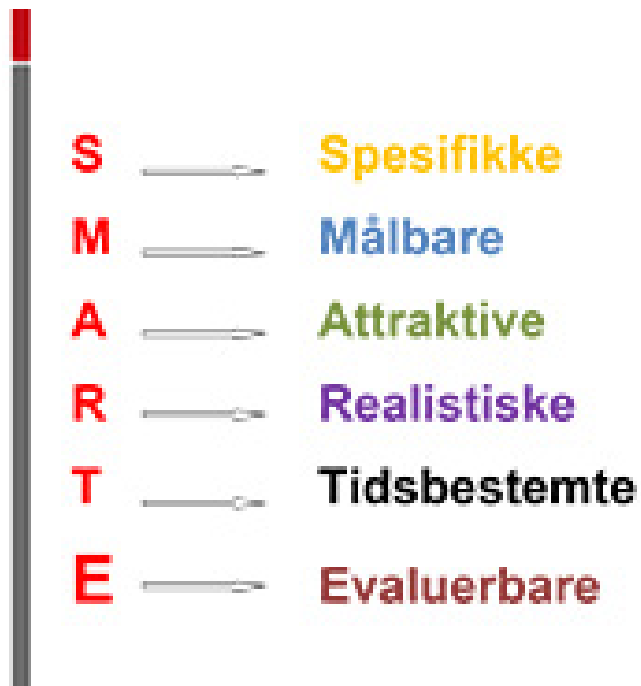 S Spesifikke
M Målbare
A Attraktive
R Realistiske
T Tidsbestemte
E Evaluerbare